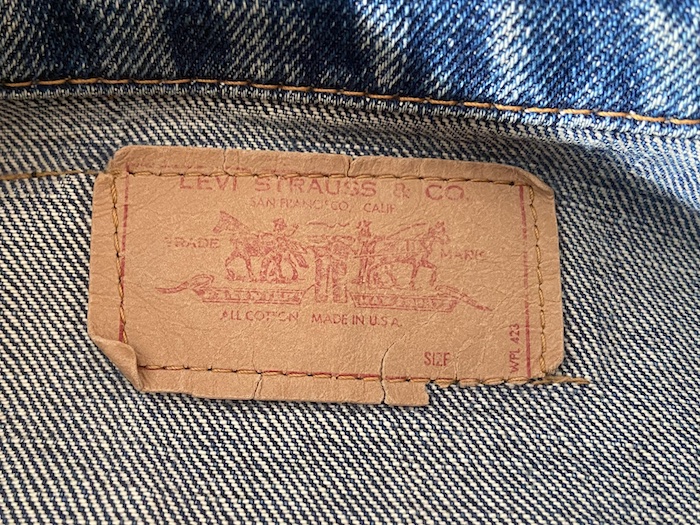 LEVI STRAUSS & CO.
SAN FRANCISCO, CALIF
TRADE MARK
ALL COTTON MADE IN U.S.A.
SIZE
WPL 423